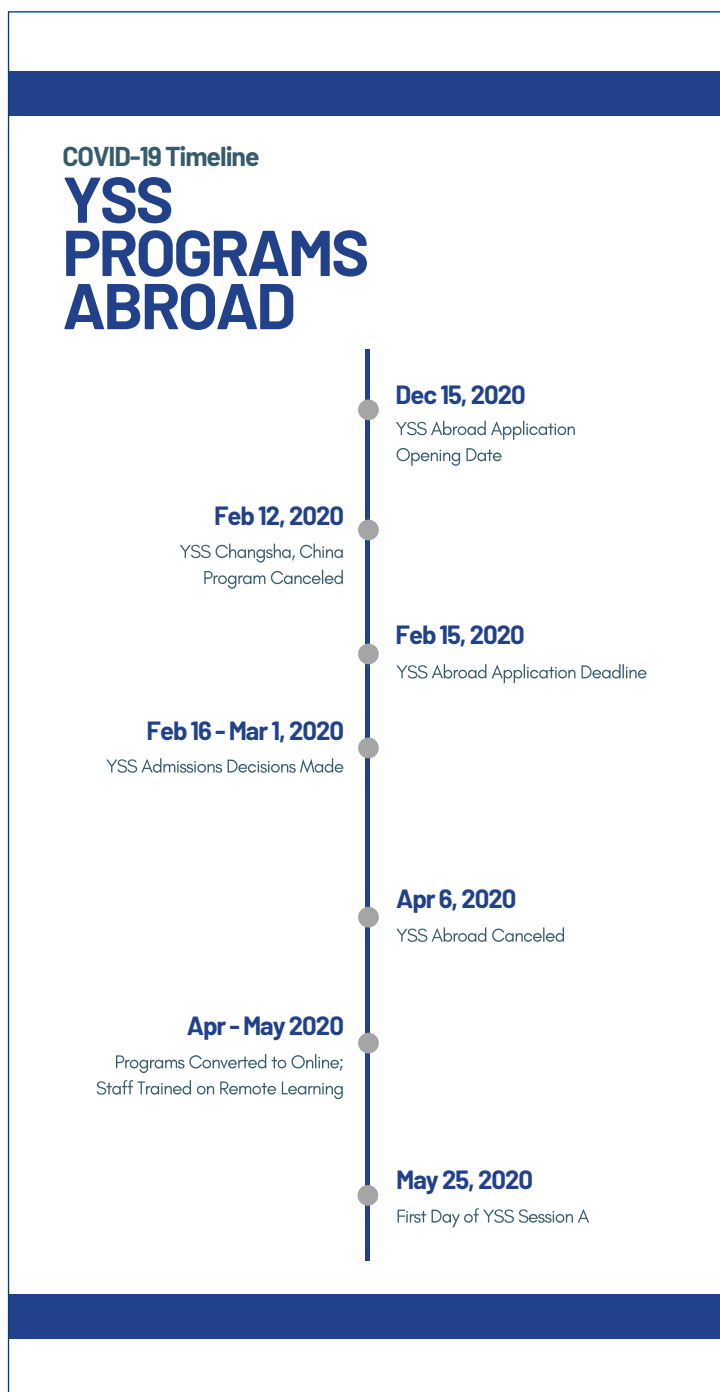 COVID-19 Timeline
YSS
PROGRAMS
ABROAD
Dec 15, 2020
YSS Abroad Application
Opening Date
Feb 12, 2020
YSS Changsha, China
Program Canceled
Feb 15, 2020
YSS Abroad Application Deadline
Feb 16 - Mar 1, 2020
YSS Admissions Decisions Made
Apr 6, 2020
YSS Abroad Canceled
Apr - May 2020
Programs Converted to Online;
Staff Trained on Remote Learning
May 25, 2020
First Day of YSS Session A